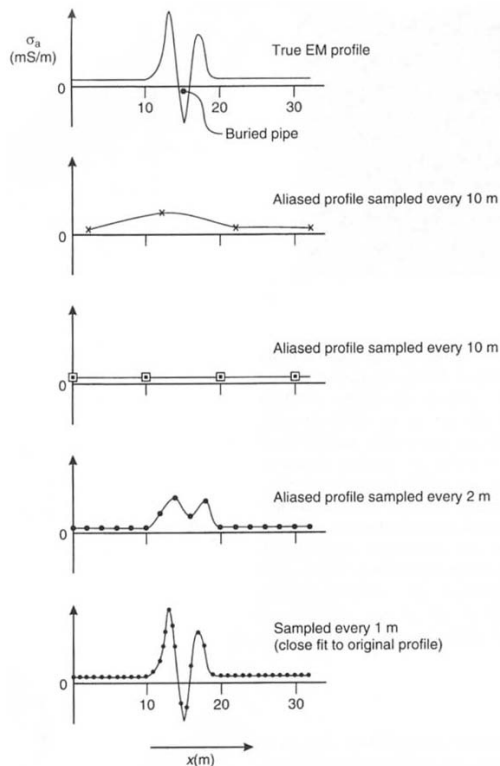 σa
(mS/m)
True EM profile
0
10 20 30
Buried pipe
Aliased profile sampled every 10 m
0
Aliased profile sampled every 10 m
0
Aliased profile sampled every 2 m
0
Sampled every 1 m
(close fit to original profile)
0
10 20 30
x(m)